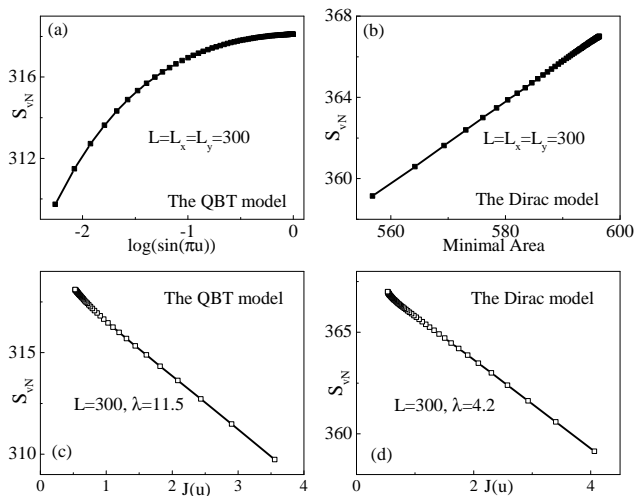 (a)
316
312
S_vN
L=L_x=L_y=300
The QBT model
-2 -1 0
log(sin(πu))
(b)
368
364
360
S_vN
L=L_x=L_y=300
The Dirac model
560 580 600
Minimal Area
The QBT model
315
310
S_vN
L=300, λ=11.5
(c)
0 1 2 3 4
J(u)
The Dirac model
365
360
S_vN
L=300, λ=4.2
(d)
0 2 4
J(u)